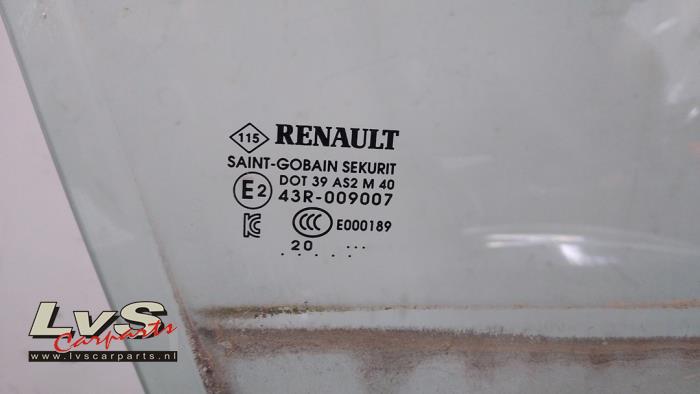 115 RENAULT
SAINT-GOBAIN SEKURIT
DOT 39 AS2 M 40
E2 43R-009007
KC CCC E000189
20
LvS
Carparts
www.lvscarparts.nl